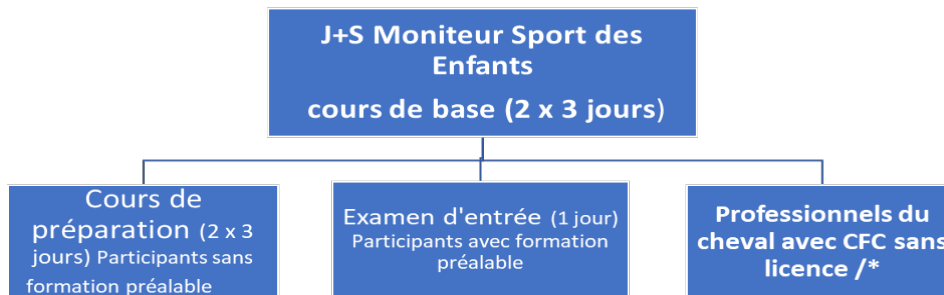 J+S Moniteur Sport des
Enfants
cours de base (2 x 3 jours)
Cours de
préparation (2 x 3
jours) Participants sans
formation préalable
Examen d'entrée (1 jour)
Participants avec formation
préalable
Professionnels du
cheval avec CFC sans
licence /*